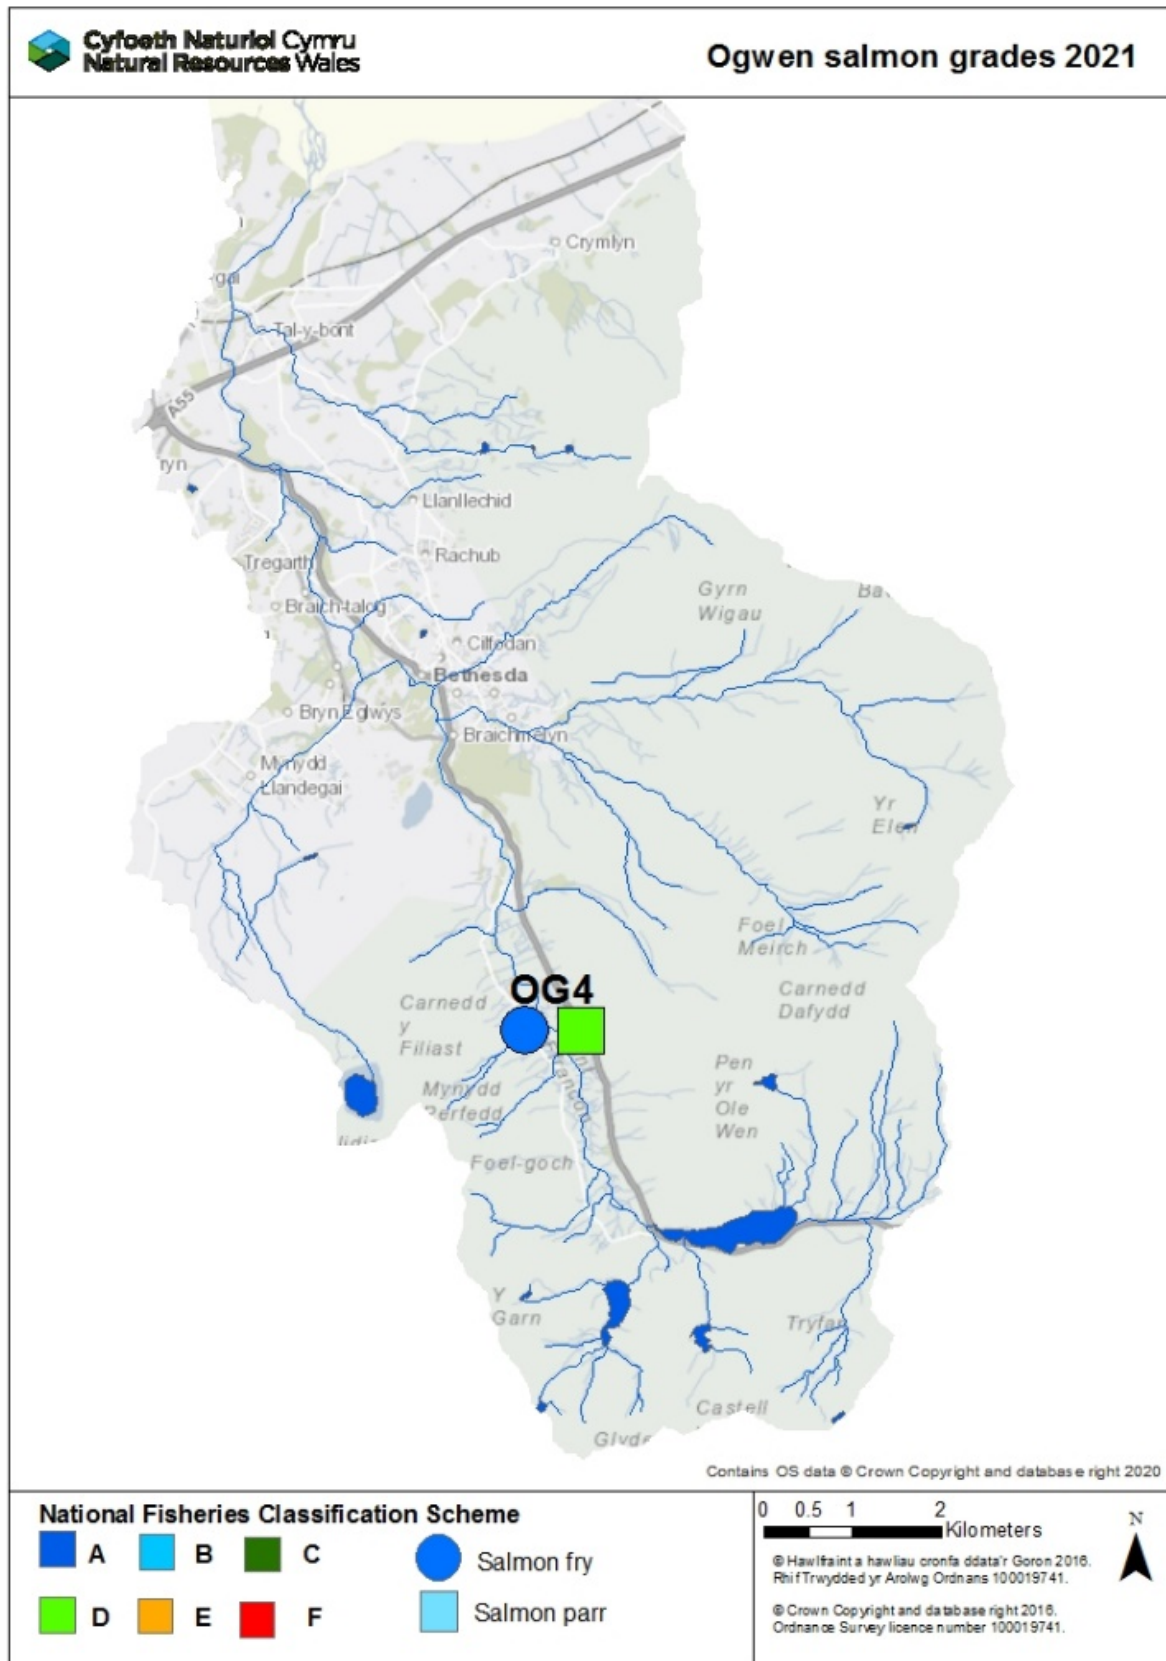 Cyfoeth Naturiol Cymru
Natural Resources Wales
Ogwen salmon grades 2021
Crymlyn
Tal-y-bont
A55
ryn
Llanllechid
Rachub
Tregarth
Braich-talog
Gyrn
Wigau
Cilfodan
Bethesda
Bryn Eglwys
Braichmelyn
Mynydd
Llandegai
Yr
Elen
Foel
Meirch
OG4
Carnedd
y
Filiast
Carnedd
Dafydd
Pen
yr
Ole
Wen
Mynydd
Perfedd
Foel-goch
Y
Garn
Tryfan
Castell
Contains OS data © Crown Copyright and database right 2020
National Fisheries Classification Scheme
A B C
D E F
Salmon fry
Salmon parr
0 0.5 1 2
Kilometers
N
© Hawlfraint a hawliau cronfa ddata'r Goron 2016.
Rhif Trwydded yr Arolwg Ordnans 100019741.
© Crown Copyright and database right 2016.
Ordnance Survey licence number 100019741.